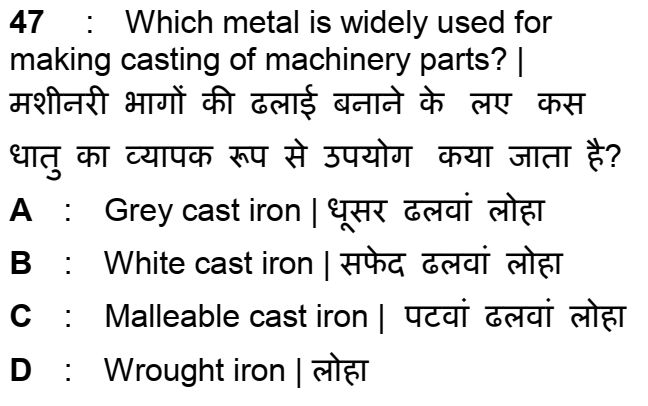 47 : Which metal is widely used for
making casting of machinery parts? |
मशीनरी भागों की ढलाई बनाने के लए कस
धातु का व्यापक रूप से उपयोग कया जाता है?
A : Grey cast iron | धूसर ढलवां लोहा
B : White cast iron | सफेद ढलवां लोहा
C : Malleable cast iron | पटवां ढलवां लोहा
D : Wrought iron | लोहा